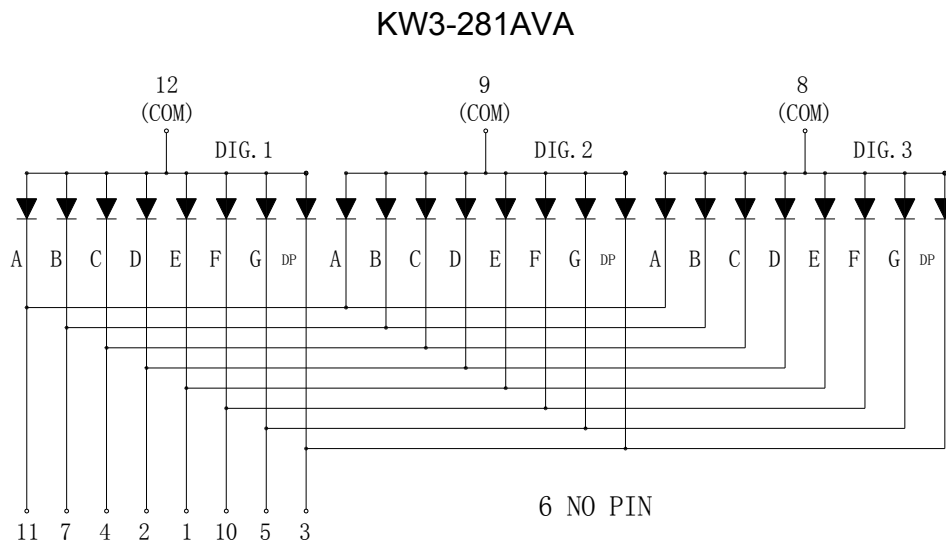 KW3-281AVA
12 9 8
(COM) (COM) (COM)
DIG. 1 DIG. 2 DIG. 3
A B C D E F G DP A B C D E F G DP A B C D E F G DP
6 NO PIN
11 7 4 2 1 10 5 3